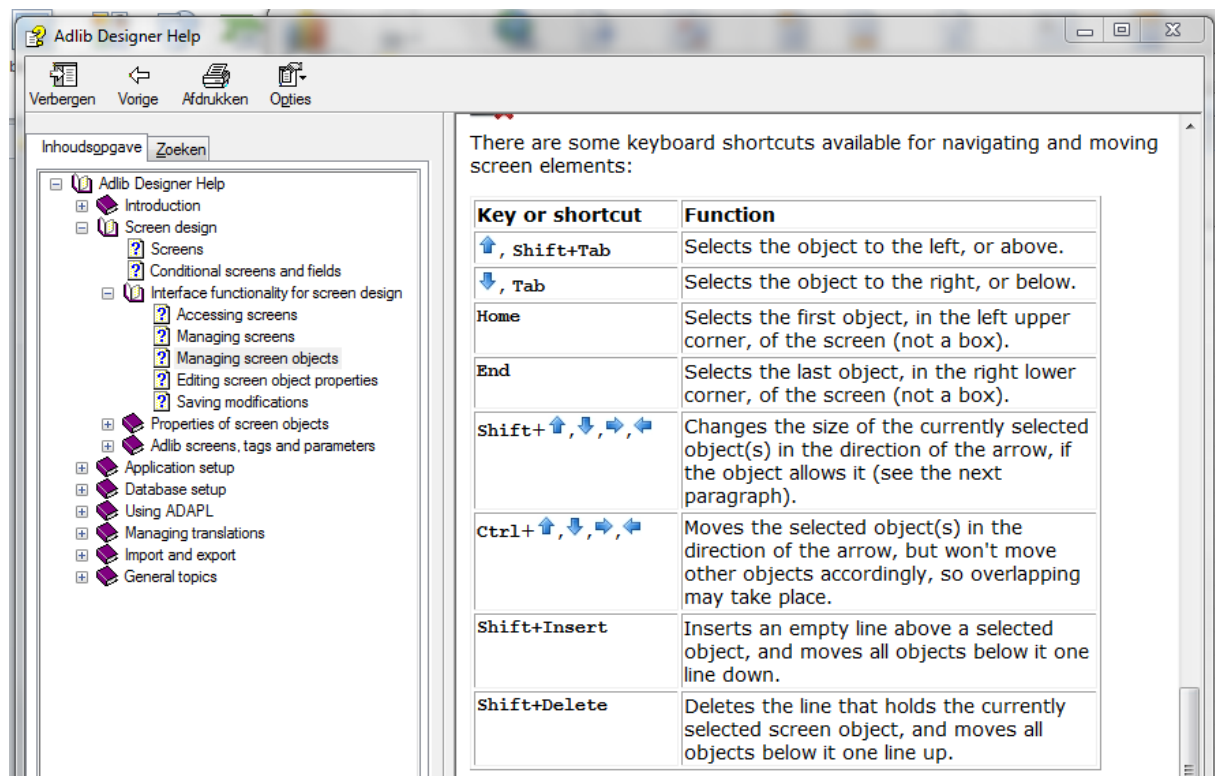 Adlib Designer Help
Verbergen Vorige Afdrukken Opties
Inhoudsopgave Zoeken
Adlib Designer Help
Introduction
Screen design
Screens
Conditional screens and fields
Interface functionality for screen design
Accessing screens
Managing screens
Managing screen objects
Editing screen object properties
Saving modifications
Properties of screen objects
Adlib screens, tags and parameters
Application setup
Database setup
Using ADAPL
Managing translations
Import and export
General topics
There are some keyboard shortcuts available for navigating and moving
screen elements:
Key or shortcut Function
, Shift+Tab Selects the object to the left, or above.
, Tab Selects the object to the right, or below.
Home Selects the first object, in the left upper
corner, of the screen (not a box).
End Selects the last object, in the right lower
corner, of the screen (not a box).
Shift+ , , , Changes the size of the currently selected
object(s) in the direction of the arrow, if
the object allows it (see the next
paragraph).
Ctrl+ , , , Moves the selected object(s) in the
direction of the arrow, but won't move
other objects accordingly, so overlapping
may take place.
Shift+Insert Inserts an empty line above a selected
object, and moves all objects below it one
line down.
Shift+Delete Deletes the line that holds the currently
selected screen object, and moves all
objects below it one line up.